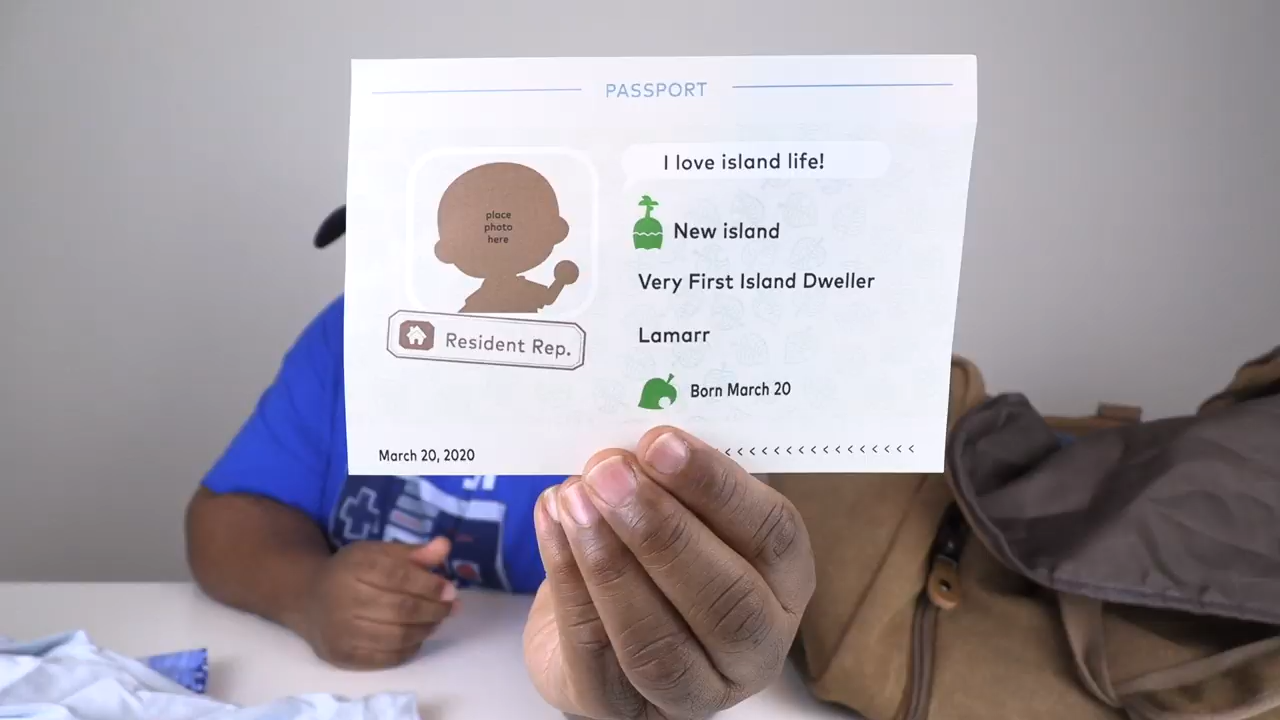 PASSPORT
place
photo
here
Resident Rep.
I love island life!
New island
Very First Island Dweller
Lamarr
Born March 20
March 20, 2020
<<<<<<<<<<<<<<<<